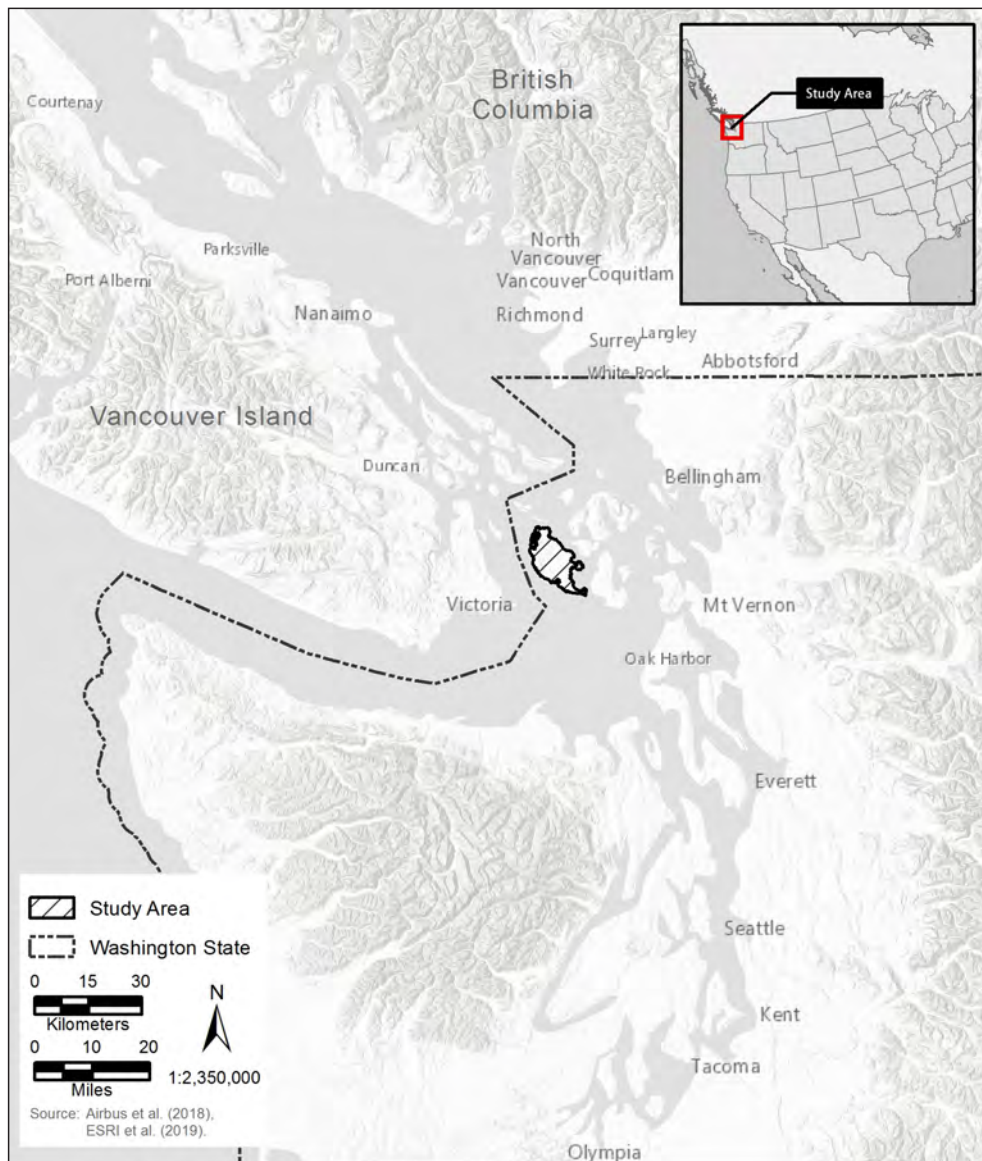 British
Columbia
Courtenay
Study Area
Parksville
North
Vancouver
Port Alberni
Vancouver
Coquitlam
Nanaimo
Richmond
Surrey
Langley
White Rock
Abbotsford
Vancouver Island
Duncan
Bellingham
Victoria
Mt Vernon
Oak Harbor
Everett
Seattle
Kent
Tacoma
Olympia
Study Area
Washington State
0 15 30
Kilometers
0 10 20
Miles
N
1:2,350,000
Source: Airbus et al. (2018),
ESRI et al. (2019).